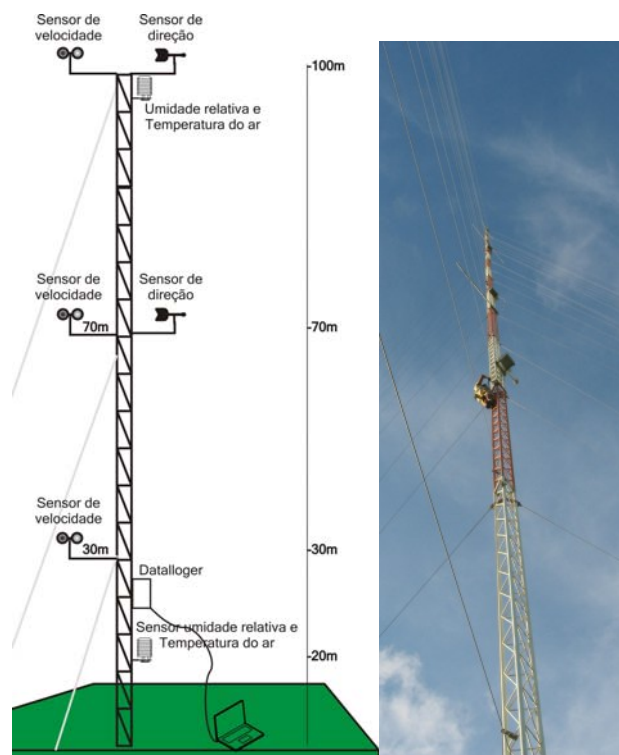 Sensor de
velocidade
Sensor de
direção
-100m
Umidade relativa e
Temperatura do ar
Sensor de
velocidade
70m
Sensor de
direção
-70m
Sensor de
velocidade
30m
-30m
Datalloger
Sensor umidade relativa e
Temperatura do ar
-20m